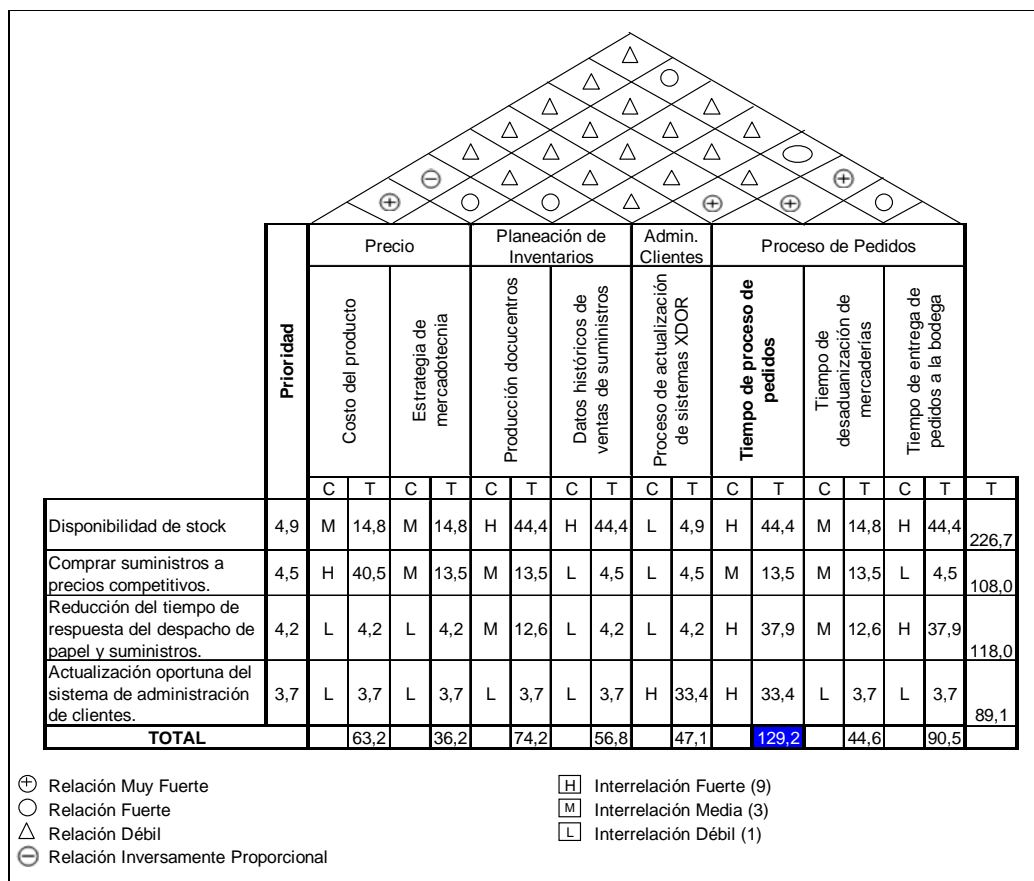 Precio
Planeación de
Inventarios
Admin.
Clientes
Proceso de Pedidos
Prioridad
Costo del producto
Estrategia de
mercadotecnia
Producción docucentros
Datos históricos de
ventas de suministros
Proceso de actualización
de sistemas XDOR
Tiempo de proceso de
pedidos
Tiempo de
desaduanización de
mercaderías
Tiempo de entrega de
pedidos a la bodega
C T C T C T C T C T C T C T C T T
Disponibilidad de stock 4,9 M 14,8 M 14,8 H 44,4 H 44,4 L 4,9 H 44,4 M 14,8 H 44,4 226,7
Comprar suministros a
precios competitivos. 4,5 H 40,5 M 13,5 M 13,5 L 4,5 L 4,5 M 13,5 M 13,5 L 4,5 108,0
Reducción del tiempo de
respuesta del despacho de
papel y suministros. 4,2 L 4,2 L 4,2 M 12,6 L 4,2 L 4,2 H 37,9 M 12,6 H 37,9 118,0
Actualización oportuna del
sistema de administración
de clientes. 3,7 L 3,7 L 3,7 L 3,7 L 3,7 H 33,4 H 33,4 L 3,7 L 3,7 89,1
TOTAL 63,2 36,2 74,2 56,8 47,1 129,2 44,6 90,5
Relación Muy Fuerte
Relación Fuerte
Relación Débil
Relación Inversamente Proporcional
H Interrelación Fuerte (9)
M Interrelación Media (3)
L Interrelación Débil (1)